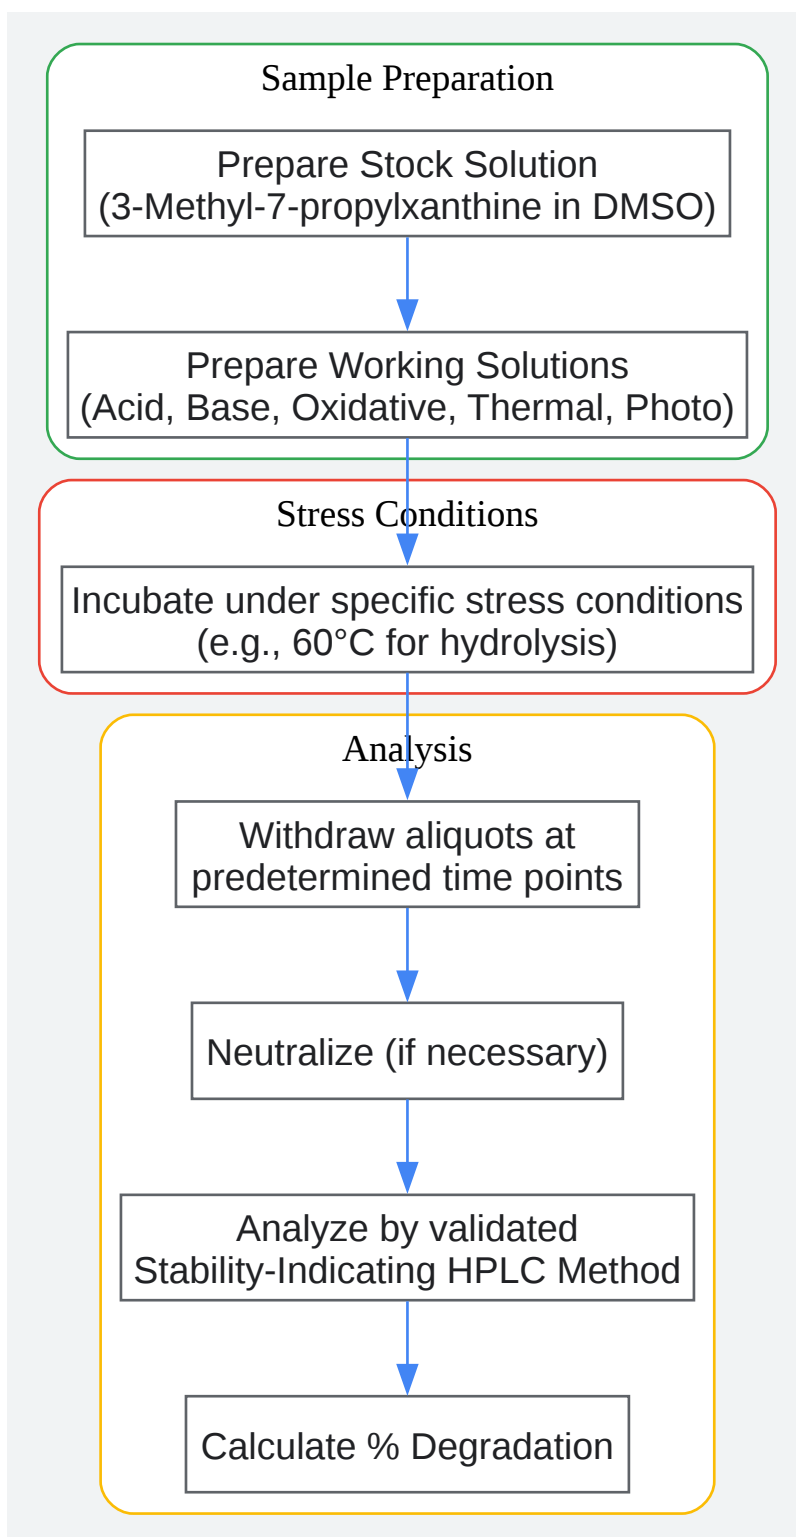 Sample Preparation
Prepare Stock Solution
(3-Methyl-7-propylxanthine in DMSO)
Prepare Working Solutions
(Acid, Base, Oxidative, Thermal, Photo)
Stress Conditions
Incubate under specific stress conditions
(e.g., 60°C for hydrolysis)
Analysis
Withdraw aliquots at
predetermined time points
Neutralize (if necessary)
Analyze by validated
Stability-Indicating HPLC Method
Calculate % Degradation